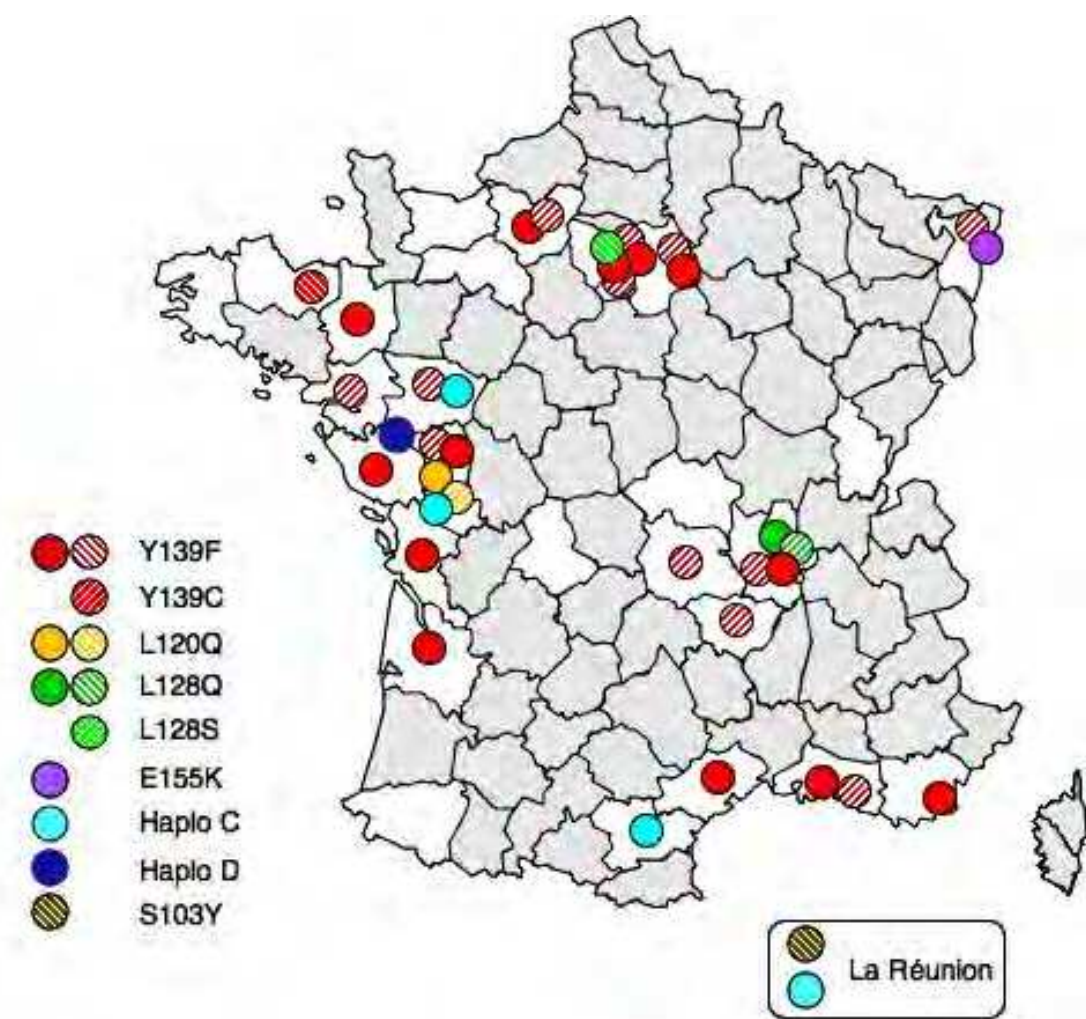 Y139F
Y139C
L120Q
L128Q
L128S
E155K
Haplo C
Haplo D
S103Y
La Réunion